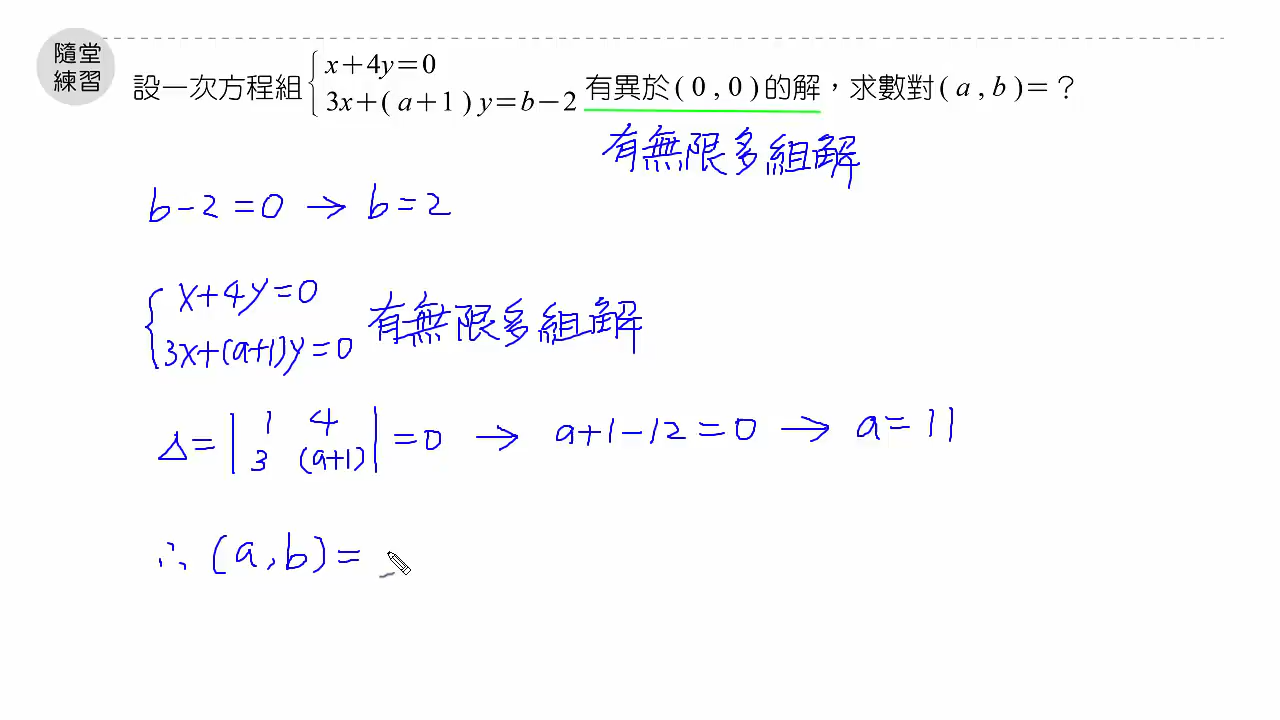 隨堂
練習
設一次方程組{x+4y=0
3x+(a+1)y=b-2 有異於(0,0)的解，求數對(a,b)=？
有無限多組解
b-2=0 → b=2
{x+4y=0
3x+(a+1)y=0 有無限多組解
Δ=|1 4
3 (a+1)|=0 → a+1-12=0 → a=11
∴(a,b)=